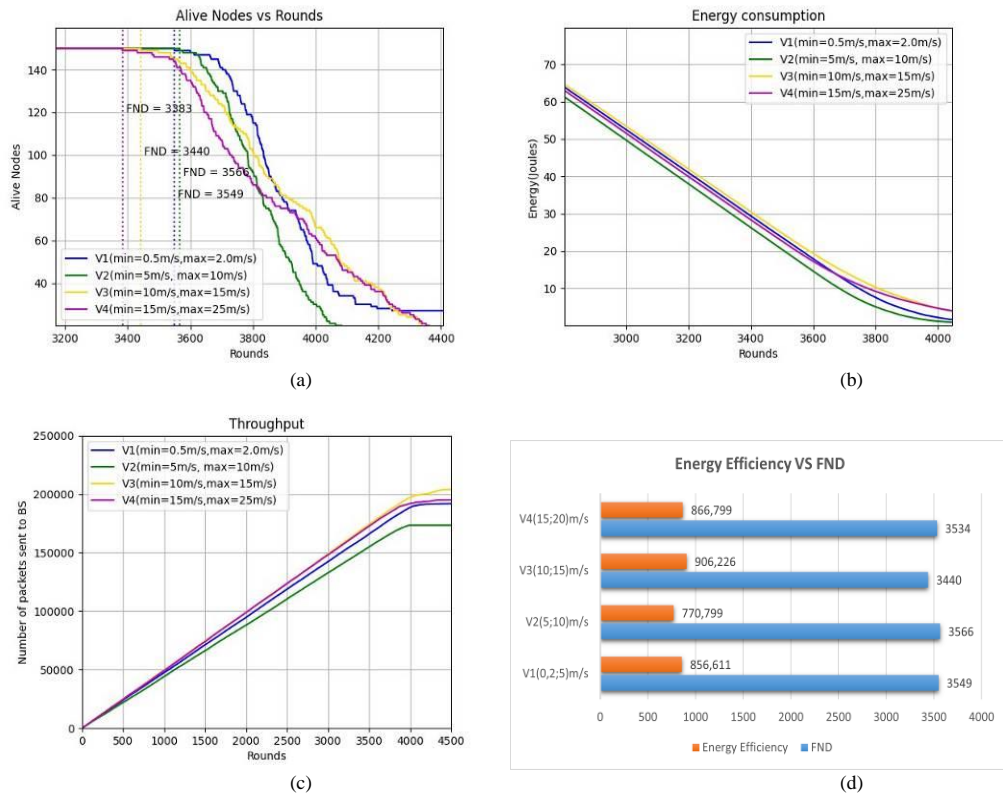 Alive Nodes vs Rounds
140
120
100
80
60
40
Alive Nodes
FND = 3383
FND = 3440
FND = 3566
FND = 3549
V1(min=0.5m/s,max=2.0m/s)
V2(min=5m/s, max=10m/s)
V3(min=10m/s,max=15m/s)
V4(min=15m/s,max=25m/s)
3200 3400 3600 3800 4000 4200 4400
Rounds
(a)
Energy consumption
70
60
50
40
30
20
10
Energy(joules)
V1(min=0.5m/s,max=2.0m/s)
V2(min=5m/s, max=10m/s)
V3(min=10m/s,max=15m/s)
V4(min=15m/s,max=25m/s)
3000 3200 3400 3600 3800 4000
Rounds
(b)
Throughput
250000
200000
150000
100000
50000
0
Number of packets sent to BS
V1(min=0.5m/s,max=2.0m/s)
V2(min=5m/s, max=10m/s)
V3(min=10m/s,max=15m/s)
V4(min=15m/s,max=25m/s)
0 500 1000 1500 2000 2500 3000 3500 4000 4500
Rounds
(c)
Energy Efficiency VS FND
V4(15;20)m/s
866,799
3534
V3(10;15)m/s
906,226
3440
V2(5;10)m/s
770,799
3566
V1(0,2;5)m/s
856,611
3549
0 500 1000 1500 2000 2500 3000 3500 4000
Energy Efficiency FND
(d)